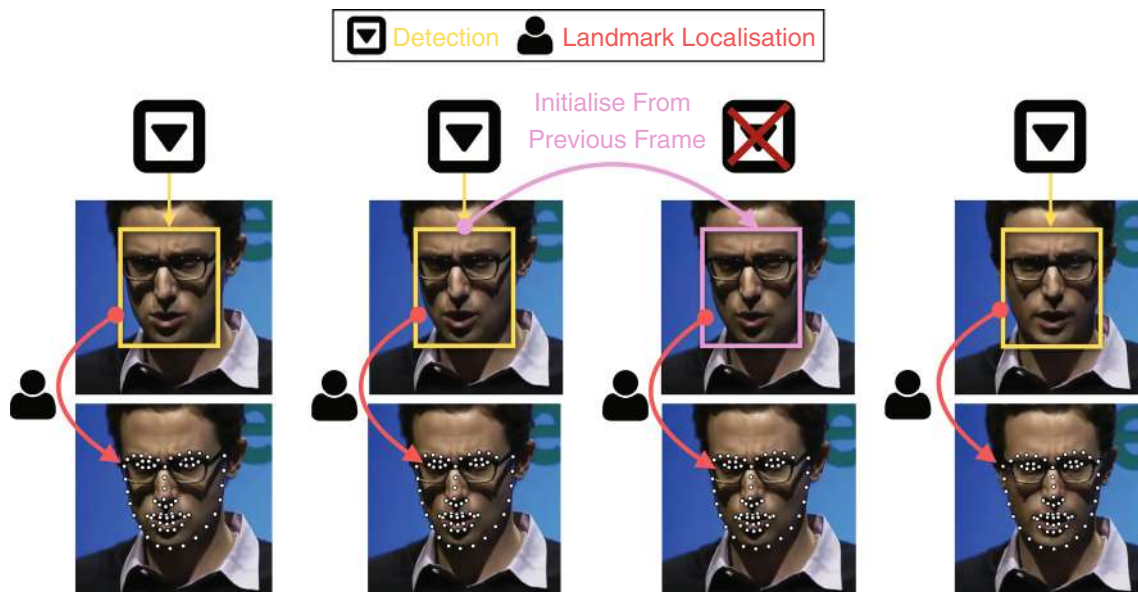 Detection
Landmark Localisation
Initialise From
Previous Frame